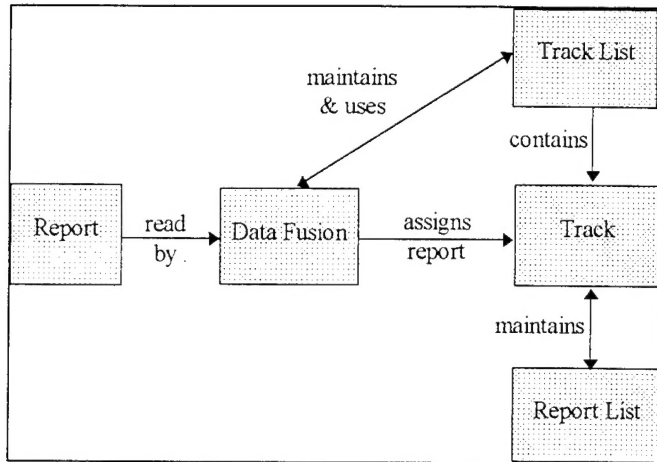 Track List
maintains
& uses
contains
Report
read
by
Data Fusion
assigns
report
Track
maintains
Report List